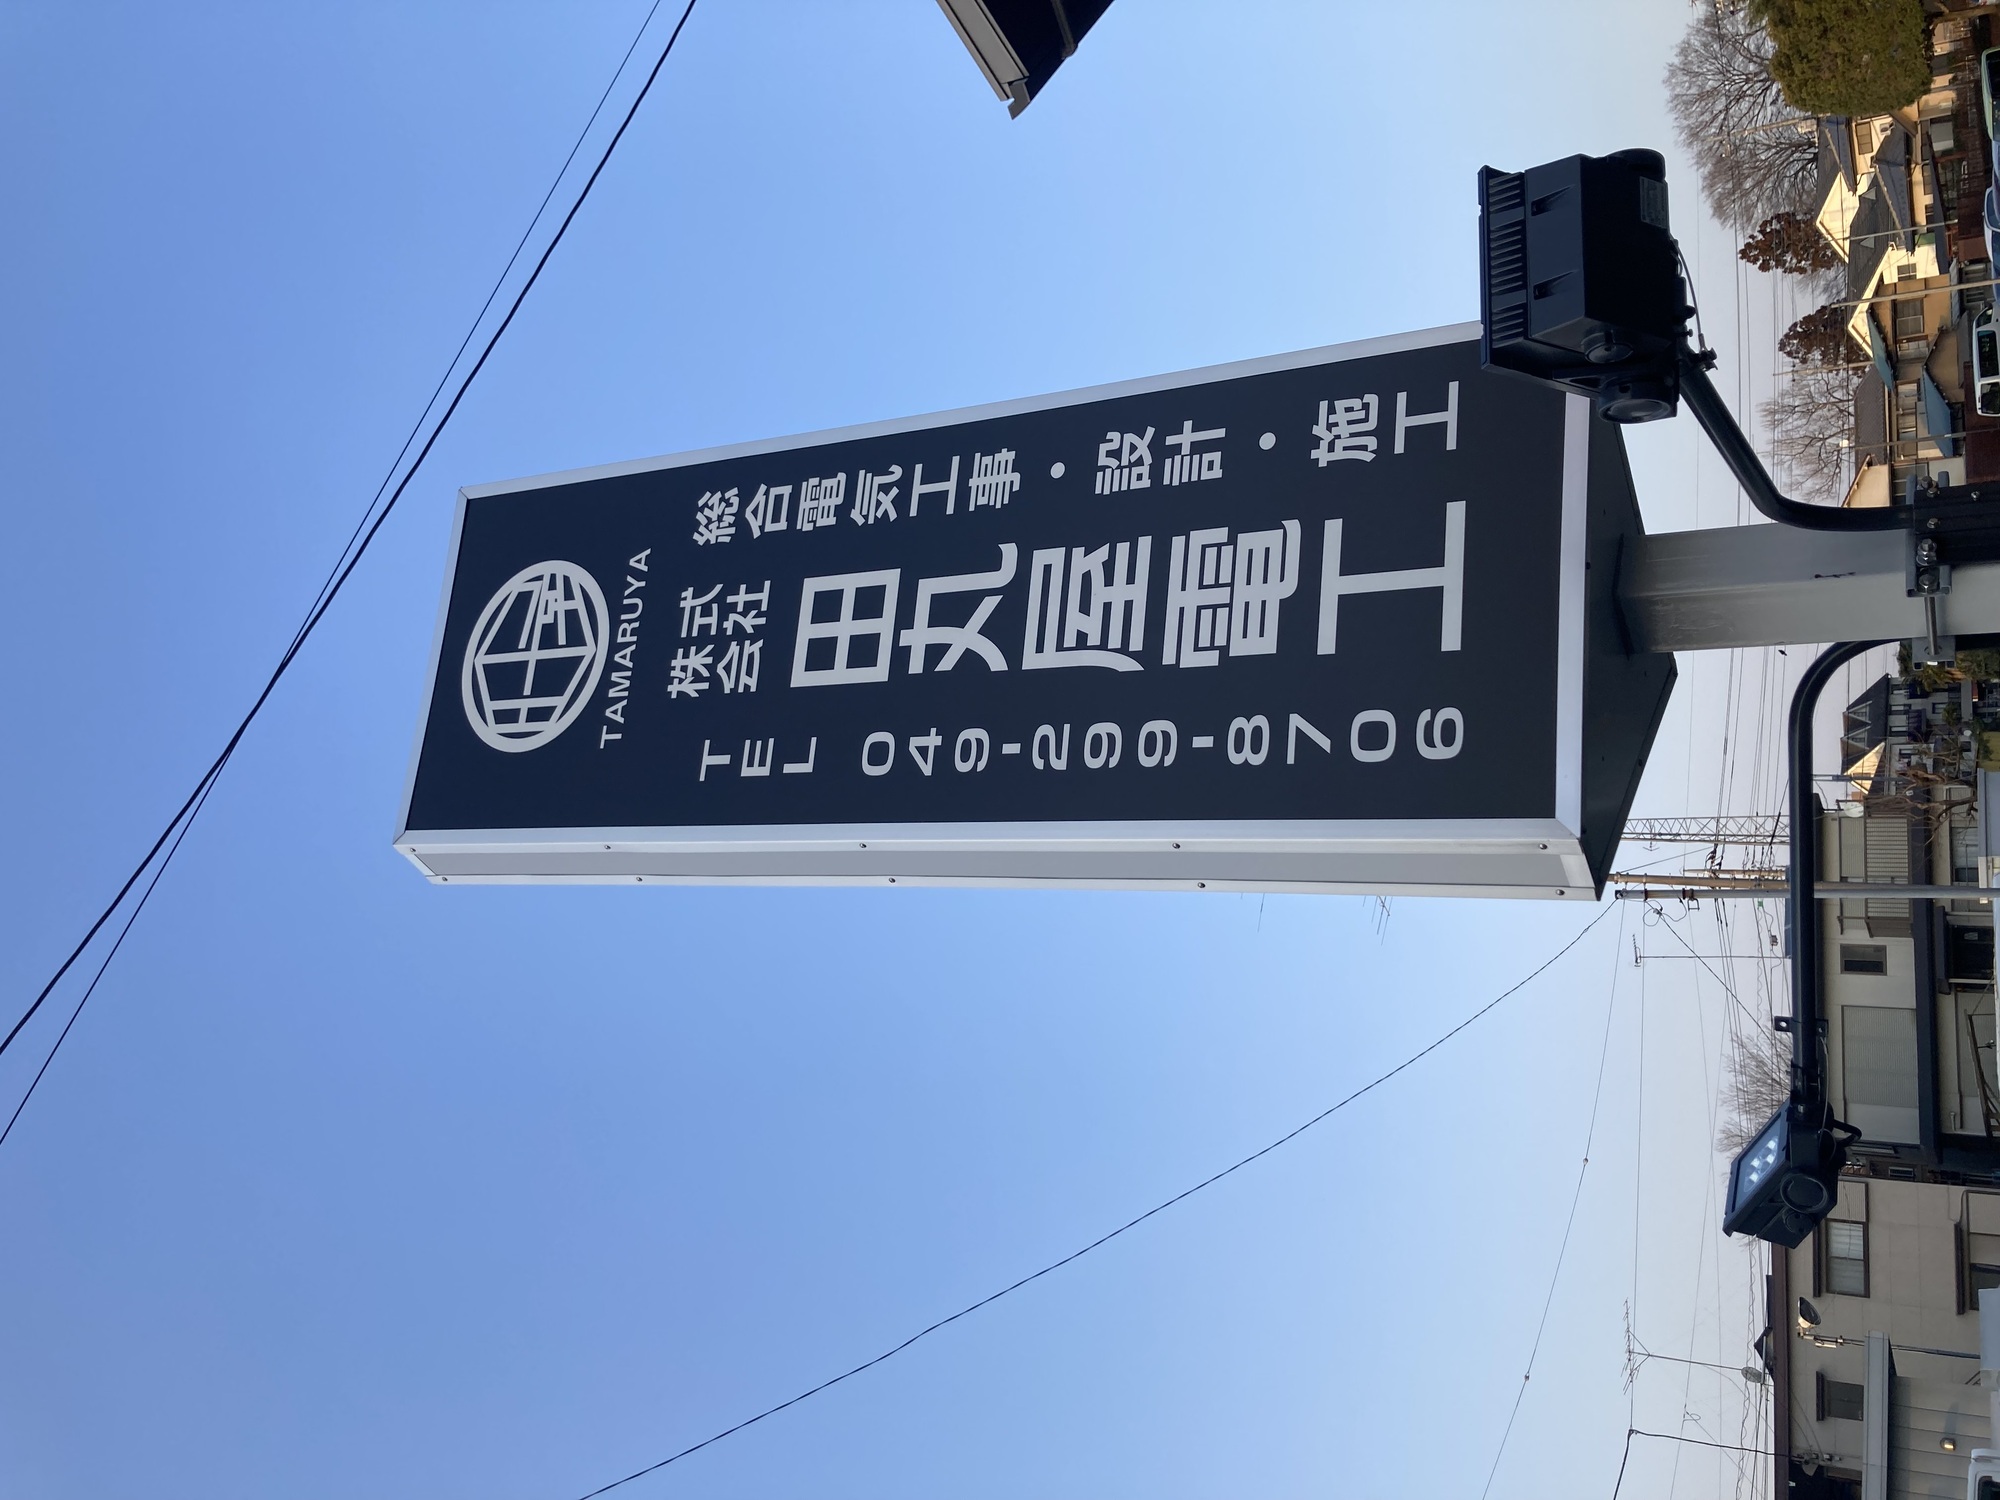 TAMARUYA
総合電気工事・設計・施工
株式会社
田丸屋電工
TEL 049-299-8706